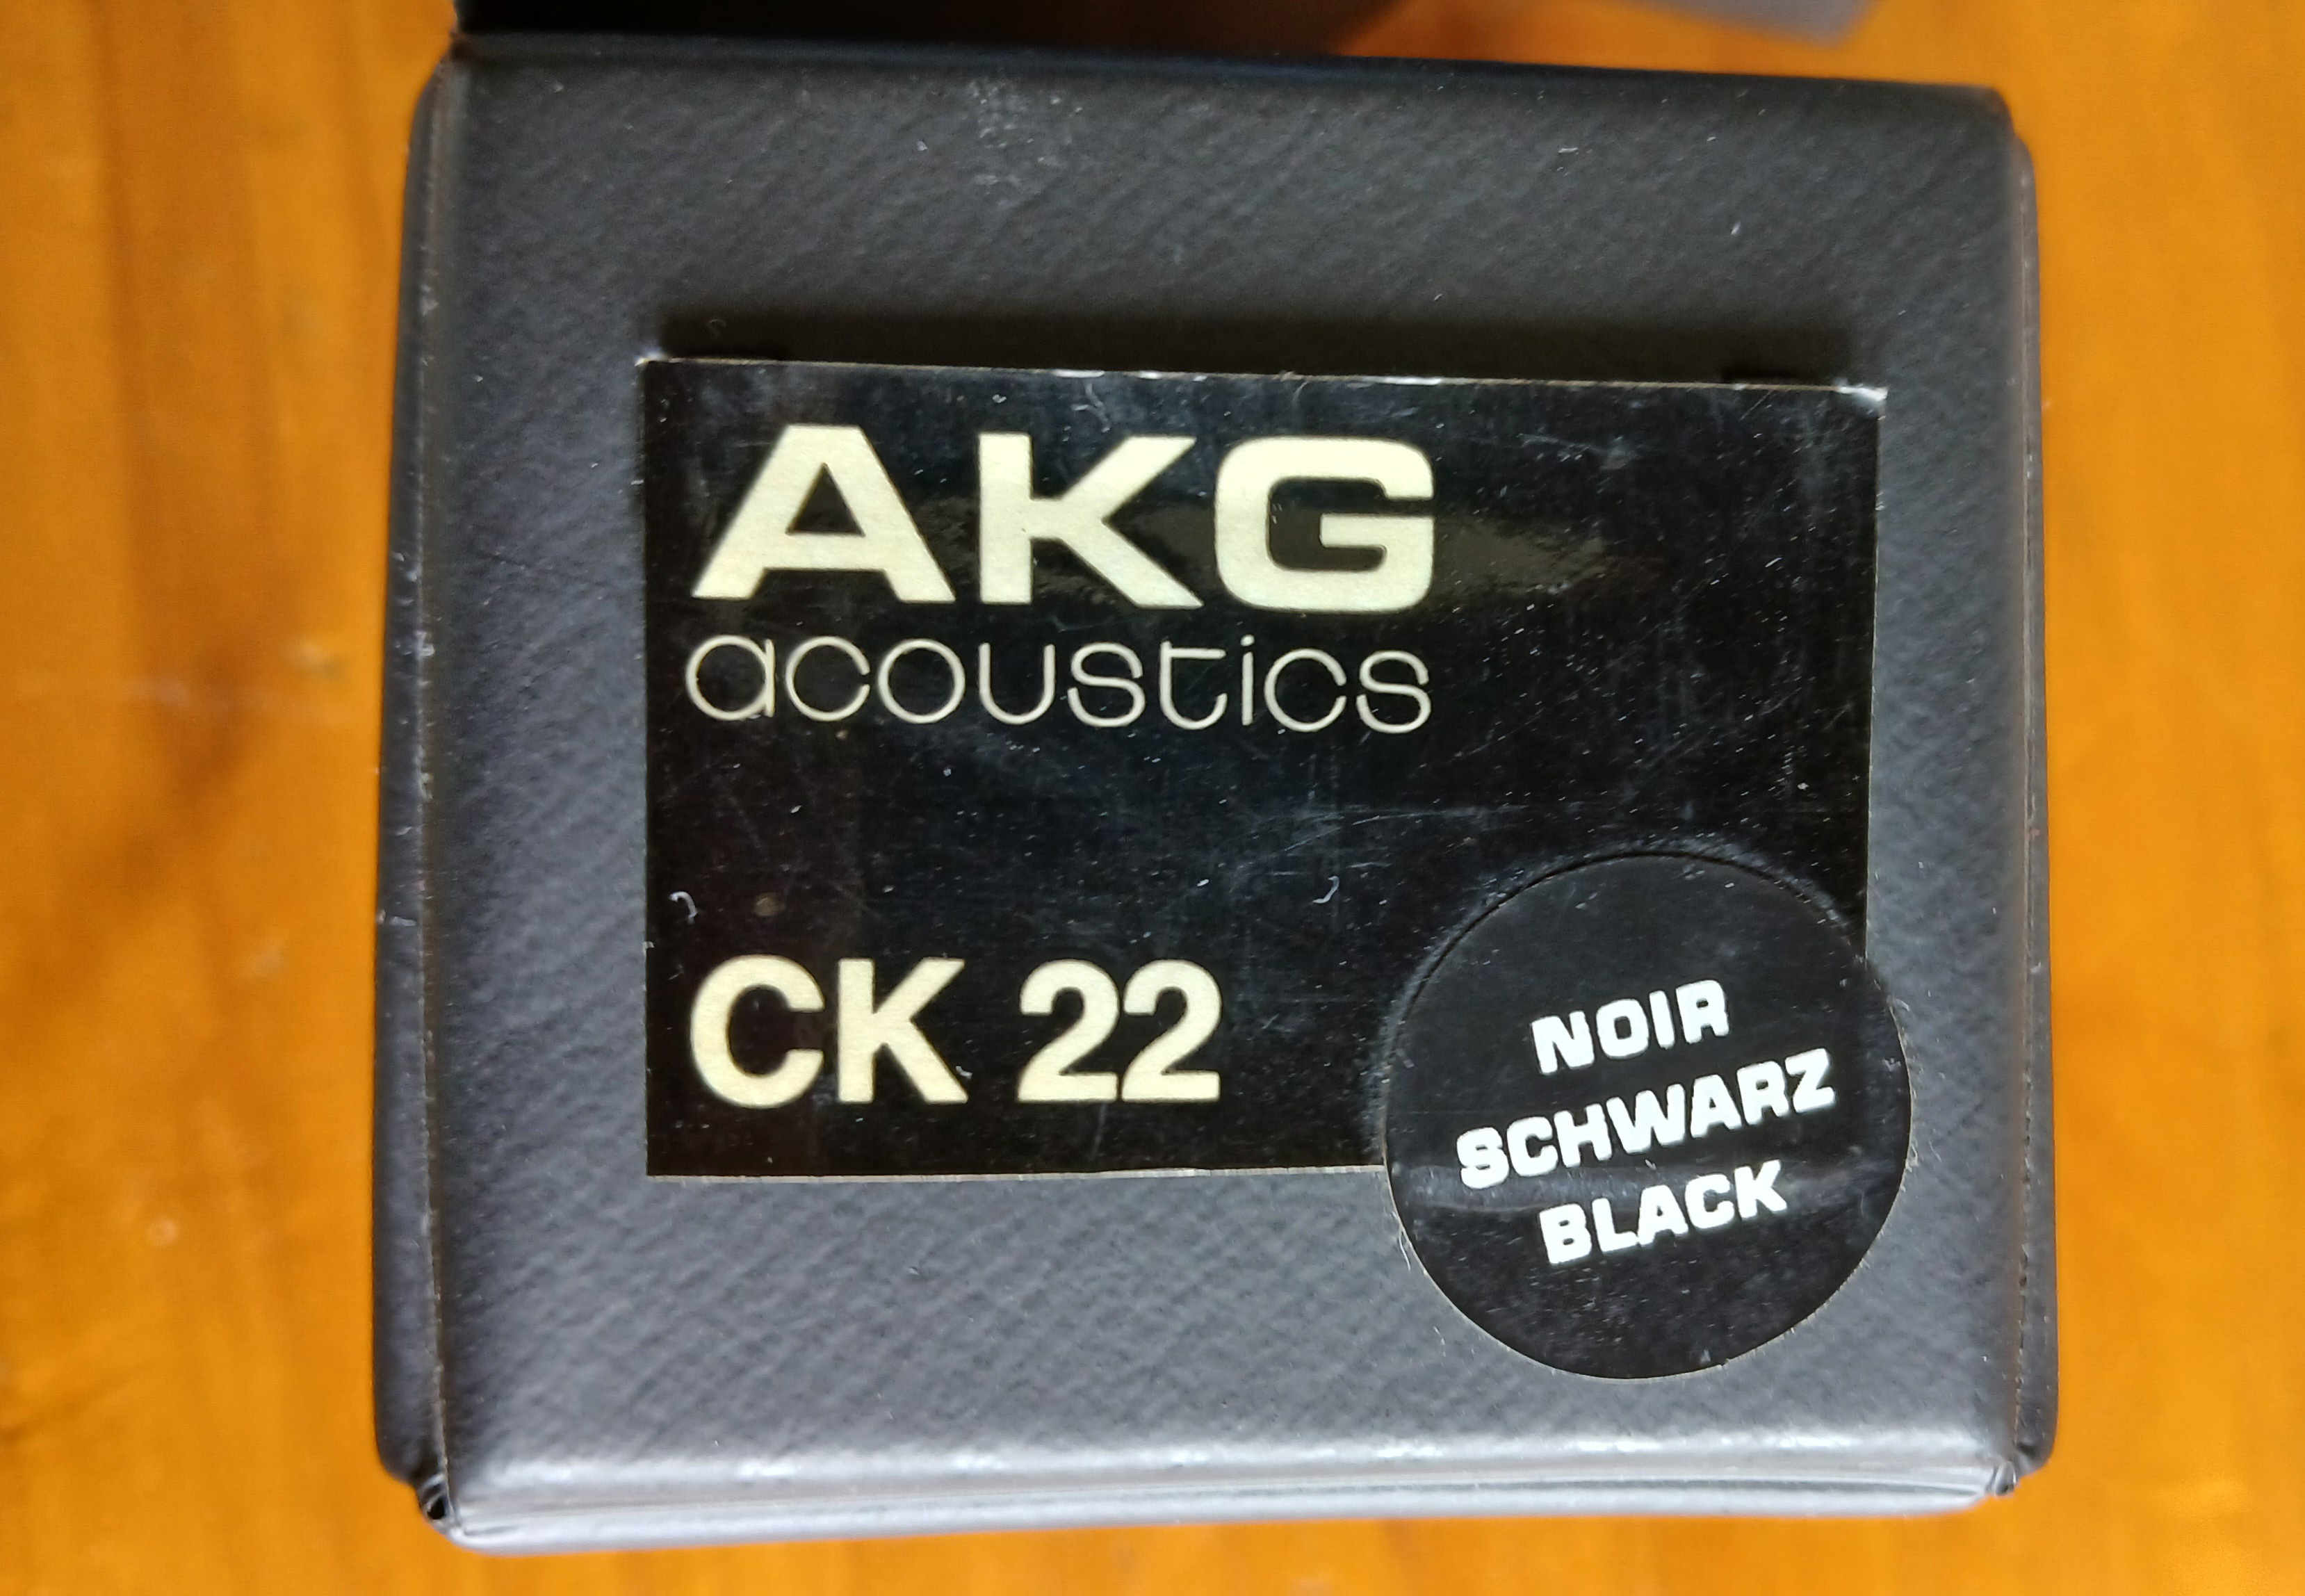 AKG
acoustics
CK 22
NOIR
SCHWARZ
BLACK